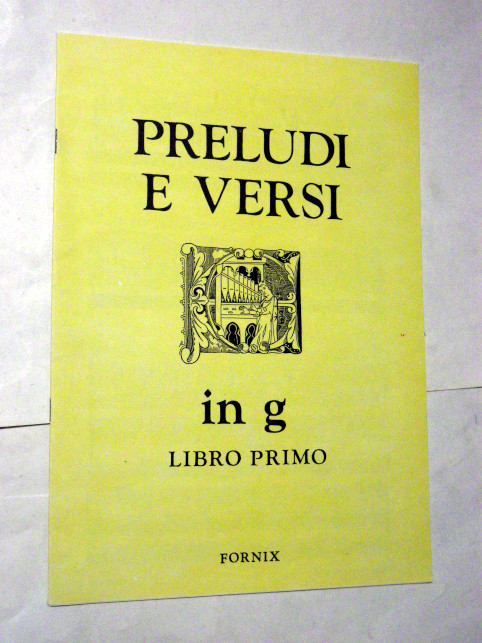 PRELUDI
E VERSI
in g
LIBRO PRIMO
FORNIX